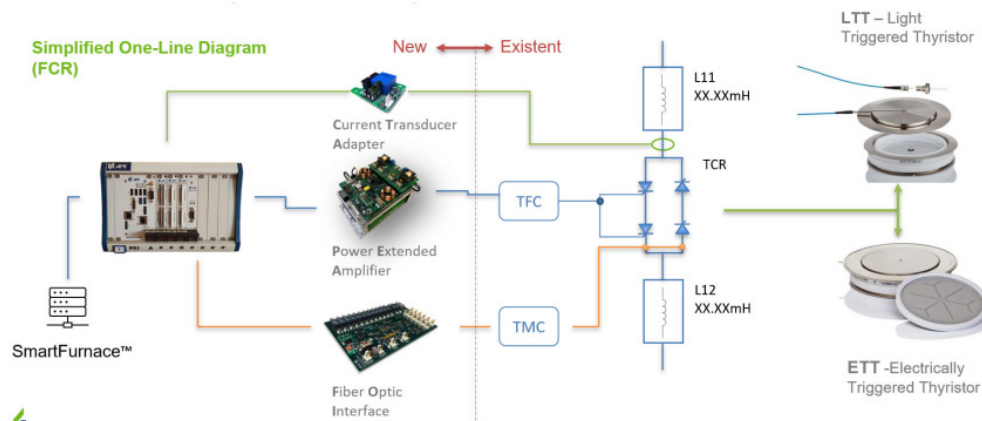 Simplified One-Line Diagram
(FCR)
New
Existent
LTT – Light
Triggered Thyristor
L11
XX.XXmH
Current Transducer
Adapter
TCR
TFC
Power Extended
Amplifier
L12
XX.XXmH
TMC
SmartFurnace™
Fiber Optic
Interface
ETT -Electrically
Triggered Thyristor